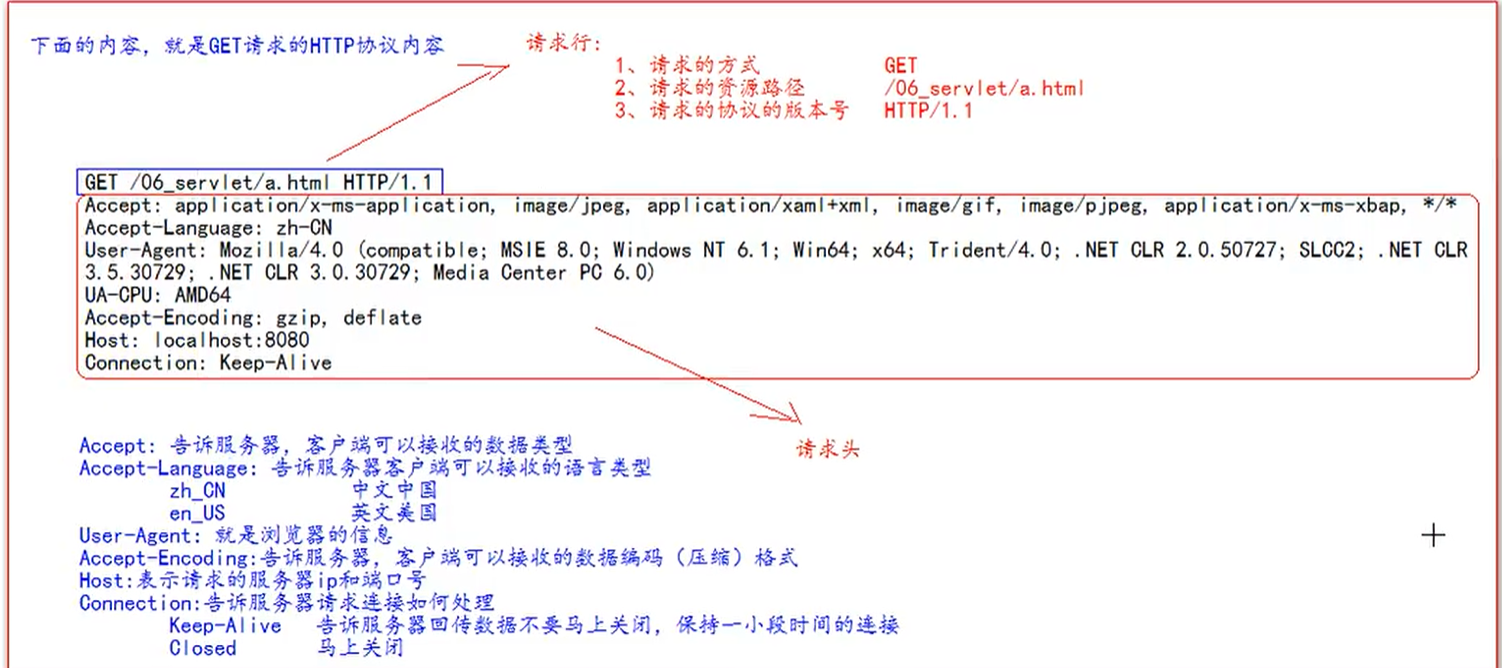 下面的内容，就是GET请求的HTTP协议内容
请求行:
1、请求的方式 GET
2、请求的资源路径 /06_servlet/a.html
3、请求的协议的版本号 HTTP/1.1
GET /06_servlet/a.html HTTP/1.1
Accept: application/x-ms-application, image/jpeg, application/xaml+xml, image/gif, image/pjpeg, application/x-ms-xbap, */*
Accept-Language: zh-CN
User-Agent: Mozilla/4.0 (compatible; MSIE 8.0; Windows NT 6.1; Win64; x64; Trident/4.0; .NET CLR 2.0.50727; SLCC2; .NET CLR
3.5.30729; .NET CLR 3.0.30729; Media Center PC 6.0)
UA-CPU: AMD64
Accept-Encoding: gzip, deflate
Host: localhost:8080
Connection: Keep-Alive
请求头
Accept: 告诉服务器，客户端可以接收的数据类型
Accept-Language: 告诉服务器客户端可以接收的语言类型
zh_CN 中文中国
en_US 英文美国
User-Agent: 就是浏览器的信息
Accept-Encoding:告诉服务器，客户端可以接收的数据编码（压缩）格式
Host:表示请求的服务器ip和端口号
Connection:告诉服务器请求连接如何处理
Keep-Alive 告诉服务器回传数据不要马上关闭，保持一小段时间的连接
Closed 马上关闭